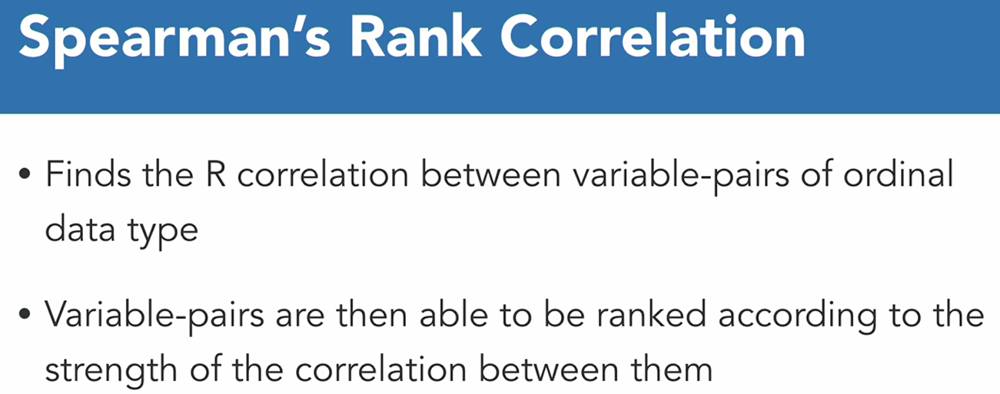 Spearman’s Rank Correlation
• Finds the R correlation between variable-pairs of ordinal
data type
• Variable-pairs are then able to be ranked according to the
strength of the correlation between them